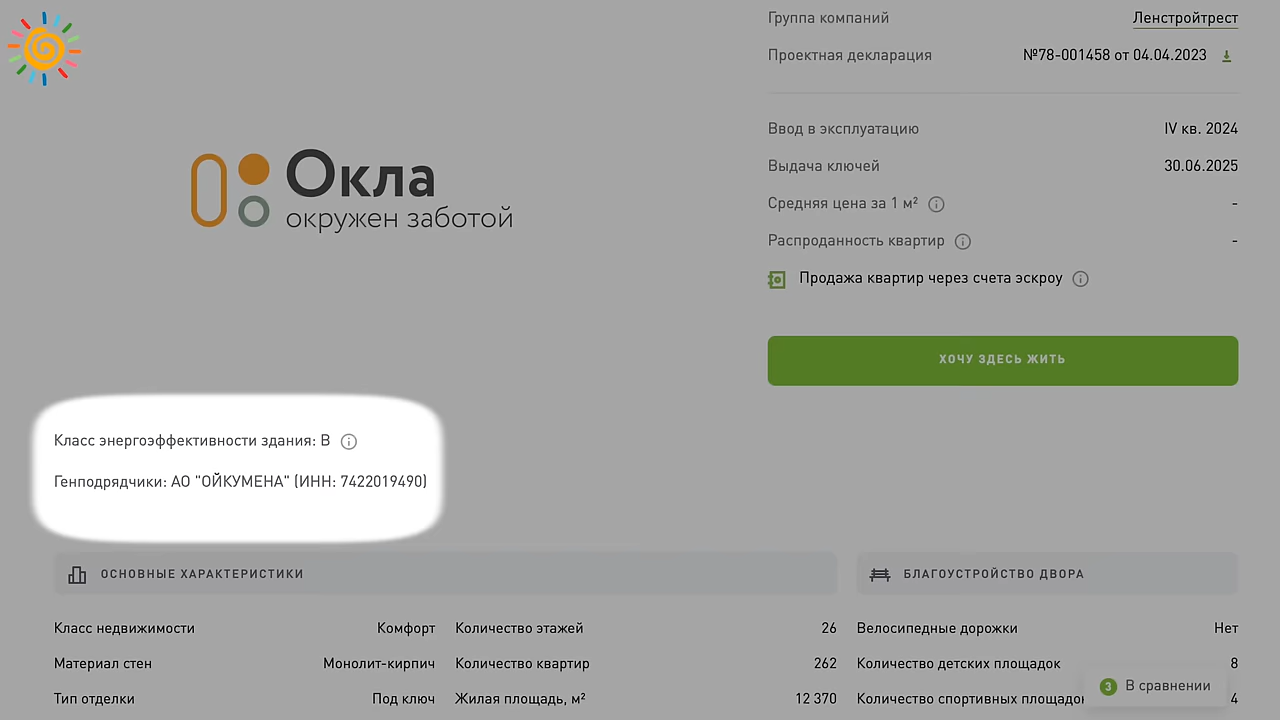 Группа компаний Ленстройтрест
Проектная декларация №78-001458 от 04.04.2023
Ввод в эксплуатацию IV кв. 2024
Выдача ключей 30.06.2025
Средняя цена за 1 м² -
Распроданность квартир -
Продажа квартир через счета эскроу
ХОЧУ ЗДЕСЬ ЖИТЬ
Окла
окружен заботой
Класс энергоэффективности здания: B
Генподрядчики: АО "ОЙКУМЕНА" (ИНН: 7422019490)
ОСНОВНЫЕ ХАРАКТЕРИСТИКИ
Класс недвижимости Комфорт
Материал стен Монолит-кирпич
Тип отделки Под ключ
Количество этажей 26
Количество квартир 262
Жилая площадь, м² 12 370
БЛАГОУСТРОЙСТВО ДВОРА
Велосипедные дорожки Нет
Количество детских площадок 8
Количество спортивных площадок 4
3 В сравнении